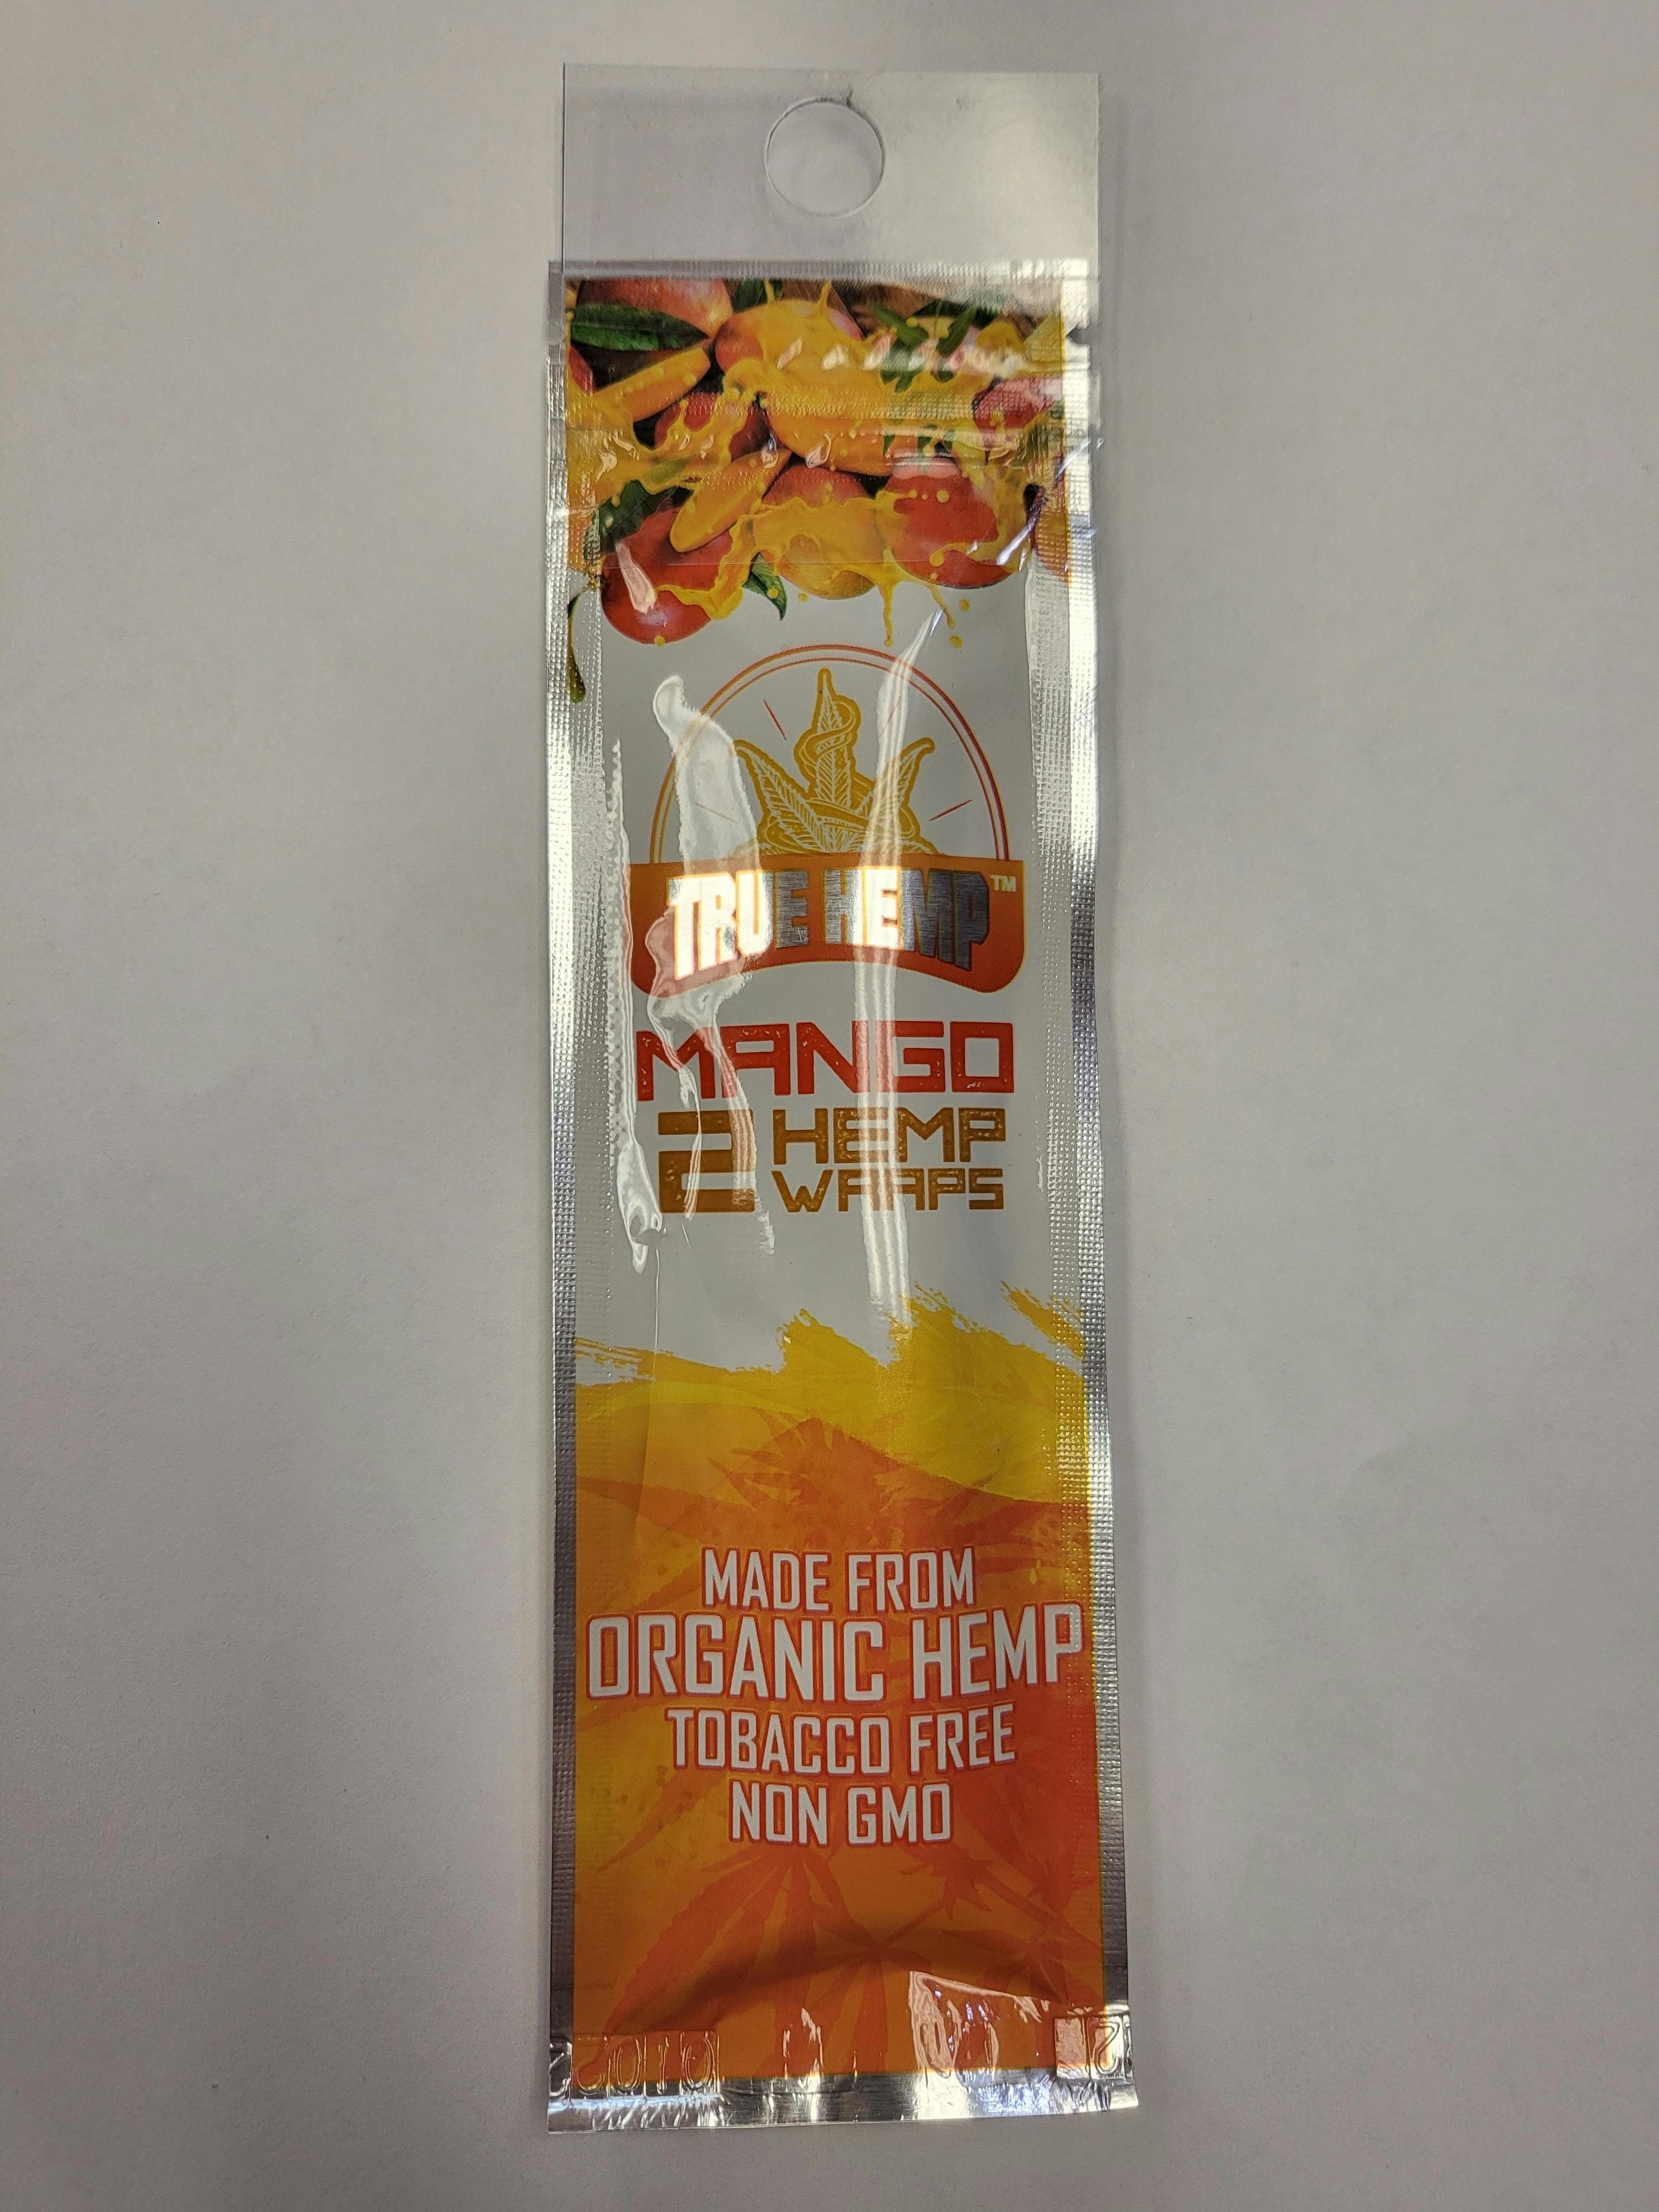 TRUE HEMP™
MANGO
2 HEMP
WRAPS
MADE FROM
ORGANIC HEMP
TOBACCO FREE
NON GMO